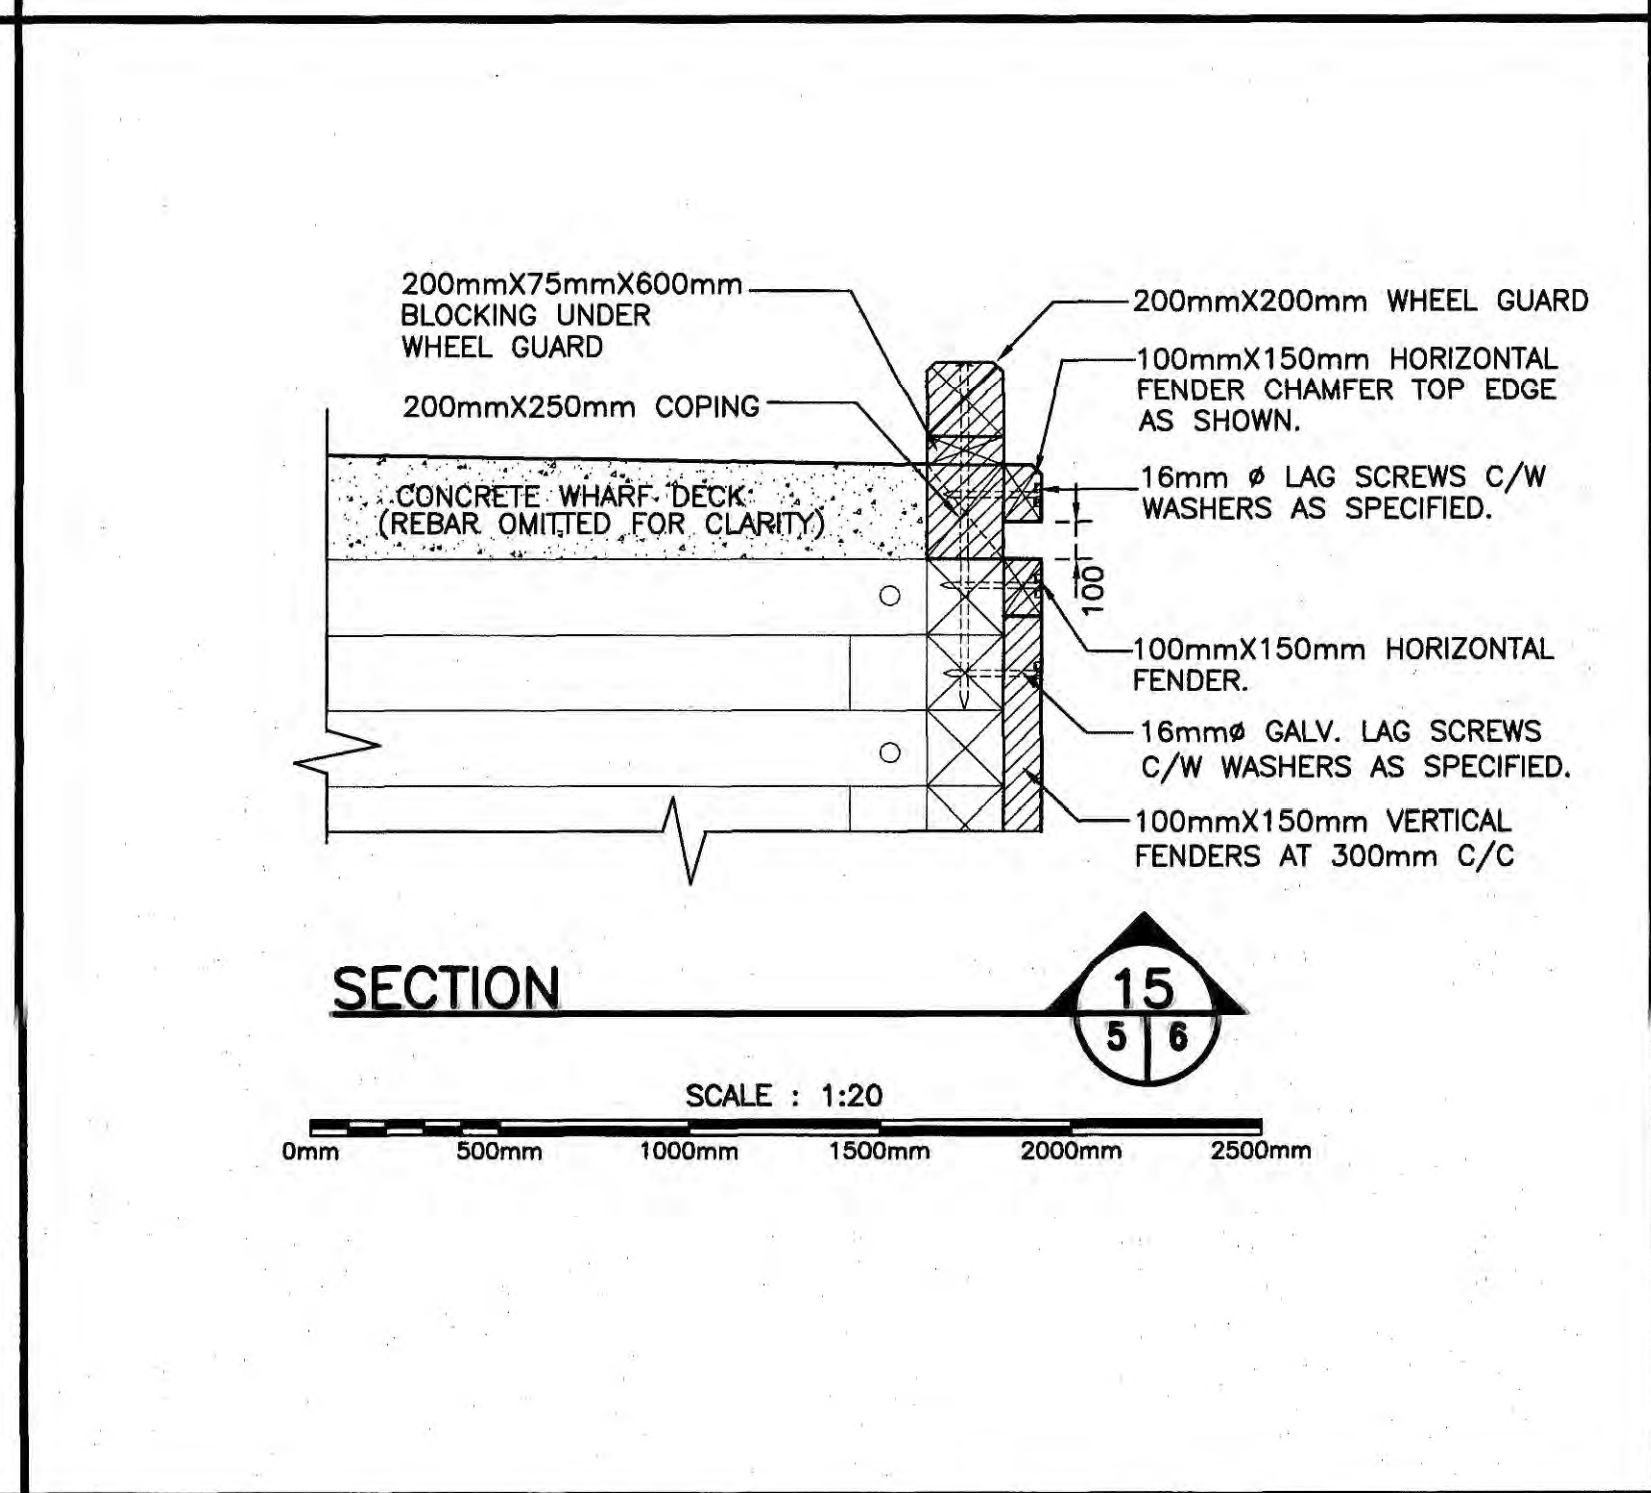 200mmX75mmX600mm
BLOCKING UNDER
WHEEL GUARD
200mmX250mm COPING
CONCRETE WHARF DECK
(REBAR OMITTED FOR CLARITY)
200mmX200mm WHEEL GUARD
100mmX150mm HORIZONTAL
FENDER CHAMFER TOP EDGE
AS SHOWN.
16mm Ø LAG SCREWS C/W
WASHERS AS SPECIFIED.
100
100mmX150mm HORIZONTAL
FENDER.
16mmØ GALV. LAG SCREWS
C/W WASHERS AS SPECIFIED.
100mmX150mm VERTICAL
FENDERS AT 300mm C/C
SECTION
15
5 6
SCALE : 1:20
0mm 500mm 1000mm 1500mm 2000mm 2500mm